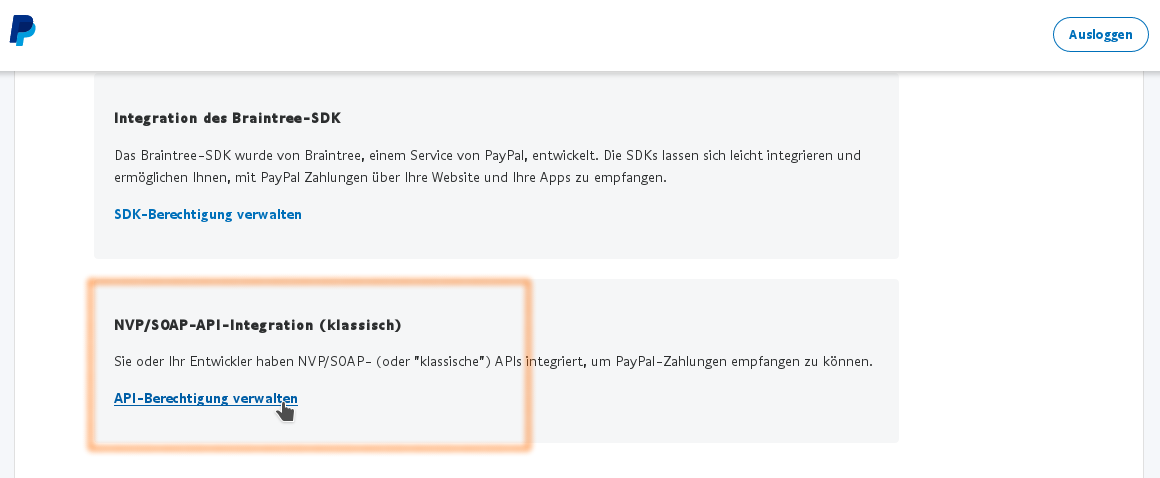 Ausloggen
Integration des Braintree-SDK
Das Braintree-SDK wurde von Braintree, einem Service von PayPal, entwickelt. Die SDKs lassen sich leicht integrieren und
ermöglichen Ihnen, mit PayPal Zahlungen über Ihre Website und Ihre Apps zu empfangen.
SDK-Berechtigung verwalten
NVP/SOAP-API-Integration (klassisch)
Sie oder Ihr Entwickler haben NVP/SOAP- (oder "klassische") APIs integriert, um PayPal-Zahlungen empfangen zu können.
API-Berechtigung verwalten